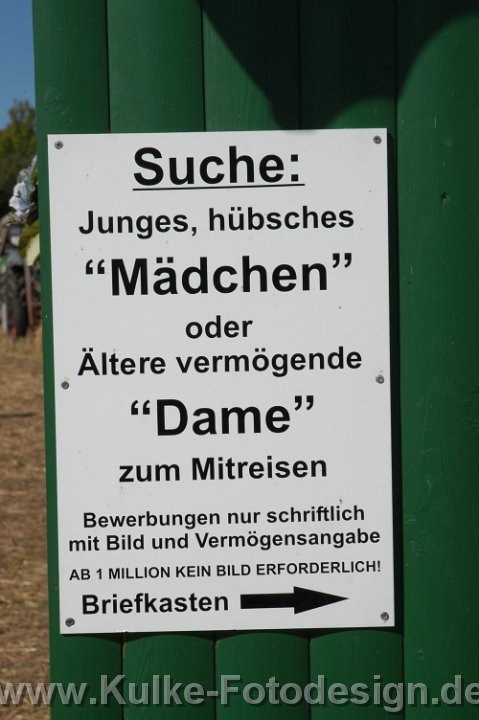 Suche:
Junges, hübsches
“Mädchen”
oder
Ältere vermögende
“Dame”
zum Mitreisen
Bewerbungen nur schriftlich
mit Bild und Vermögensangabe
AB 1 MILLION KEIN BILD ERFORDERLICH!
Briefkasten
www.Kulke-Fotodesign.de